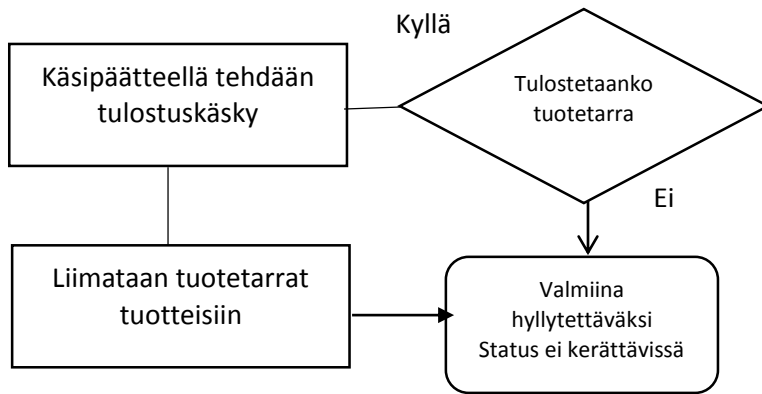 Kyllä
Käsipäätteellä tehdään
tulostuskäsky
Tulostetaanko
tuotetarra
Ei
Liimataan tuotetarrat
tuotteisiin
Valmiina
hyllytettäväksi
Status ei kerättävissä